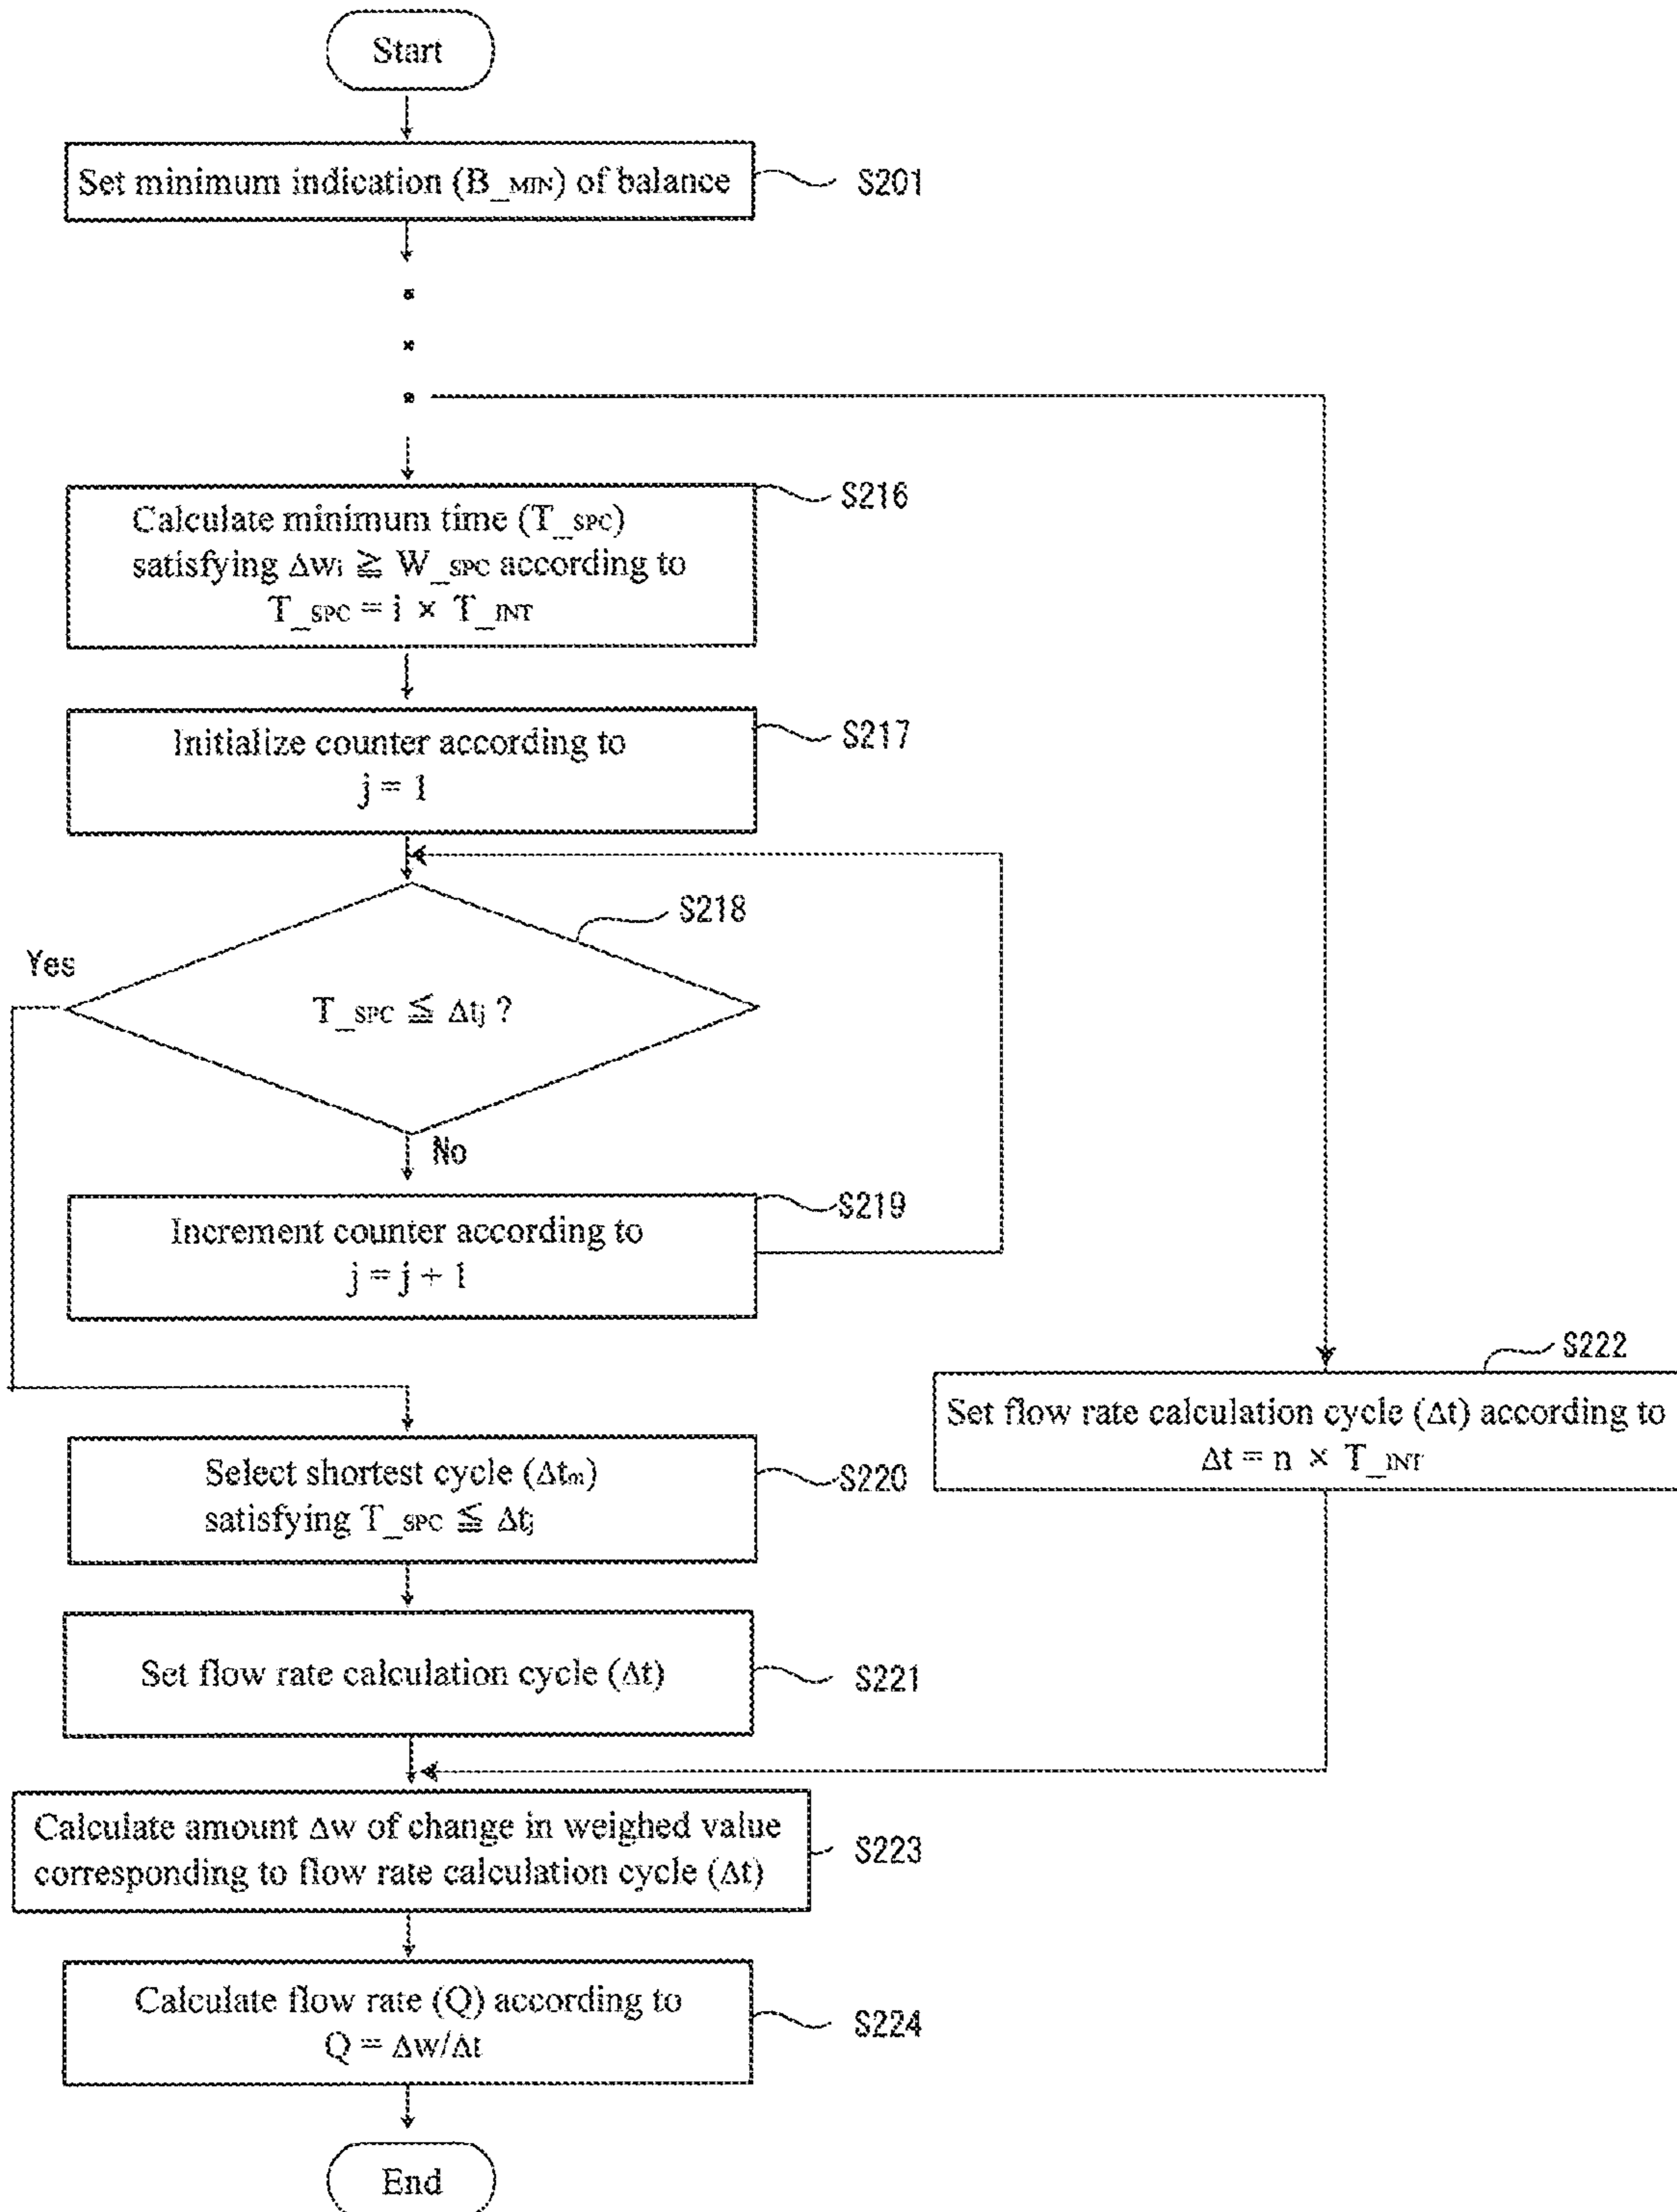 Start
Set minimum indication (B_MIN) of balance
S201
S216
Calculate minimum time (T_SPC)
satisfying Δwi ≧ W_SPC according to
T_SPC = i × T_INT
S217
Initialize counter according to
j = 1
S218
Yes
T_SPC ≦ Δtj ?
No
S219
Increment counter according to
j = j + 1
S222
Set flow rate calculation cycle (Δt) according to
Δt = n × T_INT
Select shortest cycle (Δtm)
S220
satisfying T_SPC ≦ Δtj
Set flow rate calculation cycle (Δt)
S221
Calculate amount Δw of change in weighed value
corresponding to flow rate calculation cycle (Δt)
S223
Calculate flow rate (Q) according to
Q = Δw/Δt
S224
End